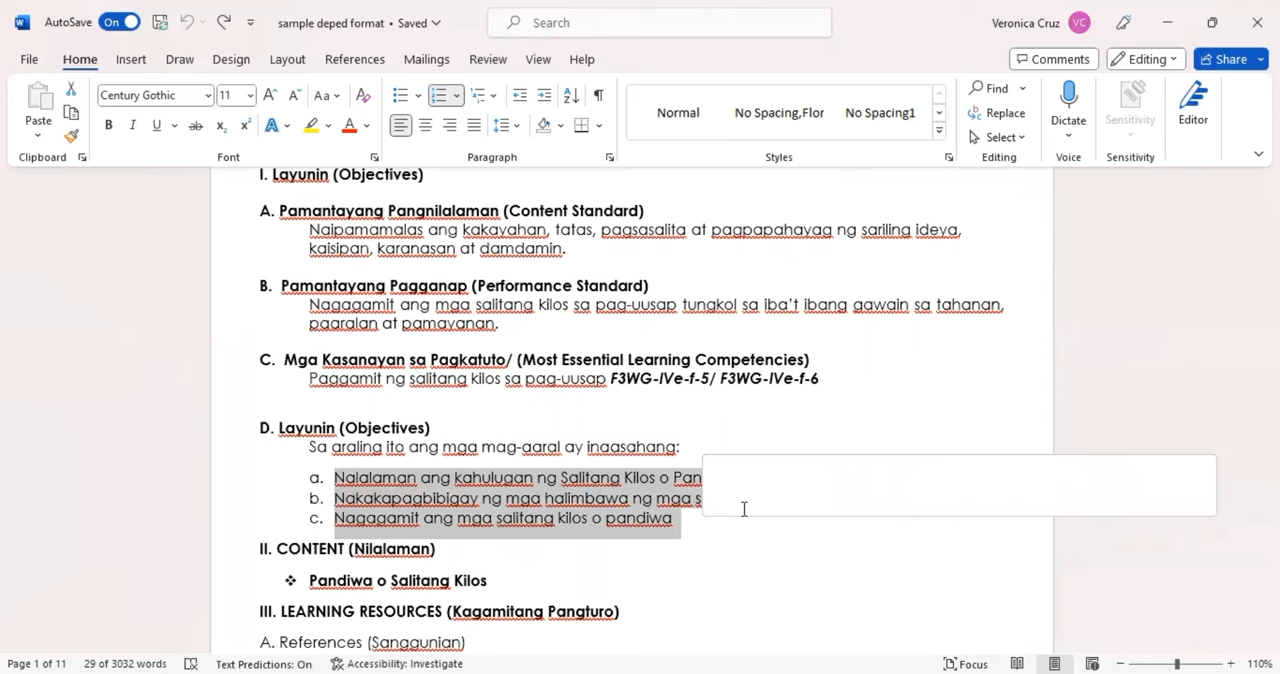 AutoSave On sample deped format • Saved Search Veronica Cruz VC
File Home Insert Draw Design Layout References Mailings Review View Help Comments Editing Share
Paste Century Gothic 11 Aa Normal No Spacing,Flor No Spacing1 Find Replace Select Dictate Sensitivity Editor
Clipboard Font Paragraph Styles Editing Voice Sensitivity
I. Layunin (Objectives)
A. Pamantayang Pangnilalaman (Content Standard)
Naipamamalas ang kakayahan, tatas, pagsasalita at pagpapahayag ng sariling ideya,
kaisipan, karanasan at damdamin.
B. Pamantayang Pagganap (Performance Standard)
Nagagamit ang mga salitang kilos sa pag-uusap tungkol sa iba't ibang gawain sa tahanan,
paaralan at pamayanan.
C. Mga Kasanayan sa Pagkatuto/ (Most Essential Learning Competencies)
Paggamit ng salitang kilos sa pag-uusap F3WG-IVe-f-5/ F3WG-IVe-f-6
D. Layunin (Objectives)
Sa araling ito ang mga mag-aaral ay inaasahang:
a. Nalalaman ang kahulugan ng Salitang Kilos o Pan
b. Nakakapagbibigay ng mga halimbawa ng mga s
c. Nagagamit ang mga salitang kilos o pandiwa
II. CONTENT (Nilalaman)
❖ Pandiwa o Salitang Kilos
III. LEARNING RESOURCES (Kagamitang Pangturo)
A. References (Sanggunian)
Page 1 of 11 29 of 3032 words Text Predictions: On Accessibility: Investigate Focus 110%